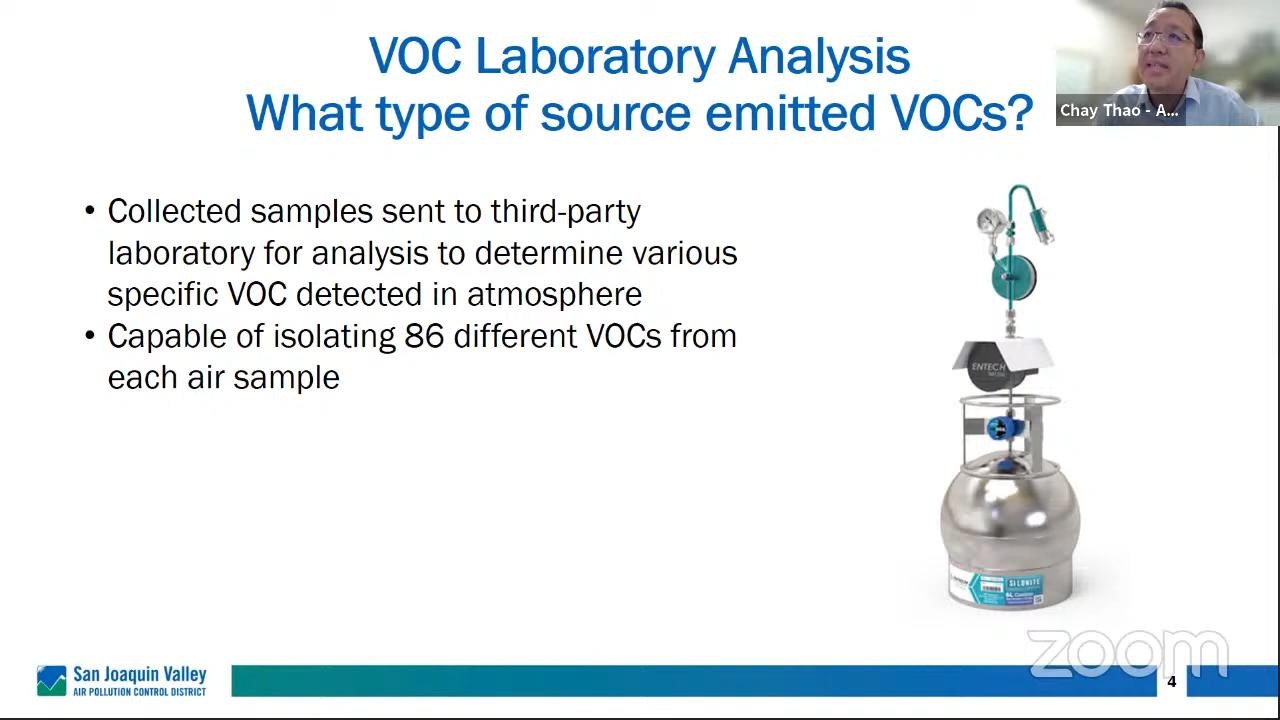 VOC Laboratory Analysis
What type of source emitted VOCs?
Chay Thao - A...
• Collected samples sent to third-party
laboratory for analysis to determine various
specific VOC detected in atmosphere
• Capable of isolating 86 different VOCs from
each air sample
ENTECH
SILONITE
zoom
San Joaquin Valley
AIR POLLUTION CONTROL DISTRICT
4